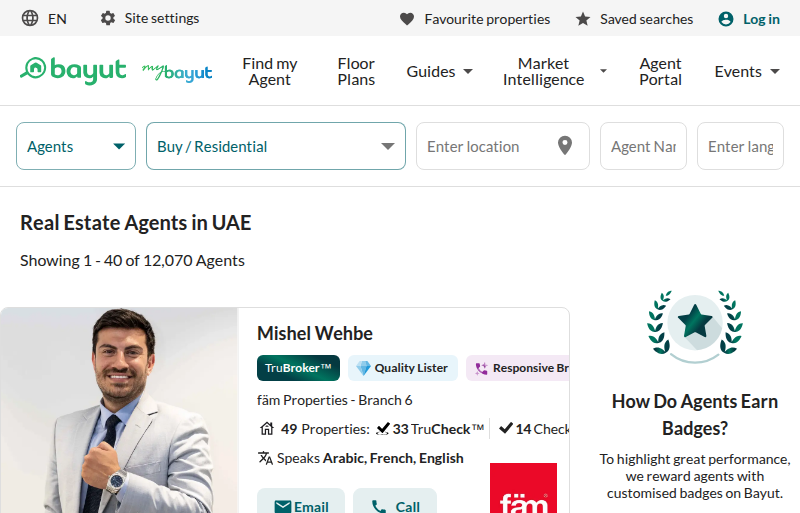 EN
Site settings
Favourite properties
Saved searches
Log in
bayut
mybayut
Find my
Agent
Floor
Plans
Guides
Market
Intelligence
Agent
Portal
Events
Agents
Buy / Residential
Enter location
Agent Nar
Enter lang
Real Estate Agents in UAE
Showing 1 - 40 of 12,070 Agents
Mishel Wehbe
TruBroker™
Quality Lister
Responsive Br
fäm Properties - Branch 6
49 Properties: 33 TruCheck™ 14 Check
Speaks Arabic, French, English
Email
Call
fäm
How Do Agents Earn
Badges?
To highlight great performance,
we reward agents with
customised badges on Bayut.